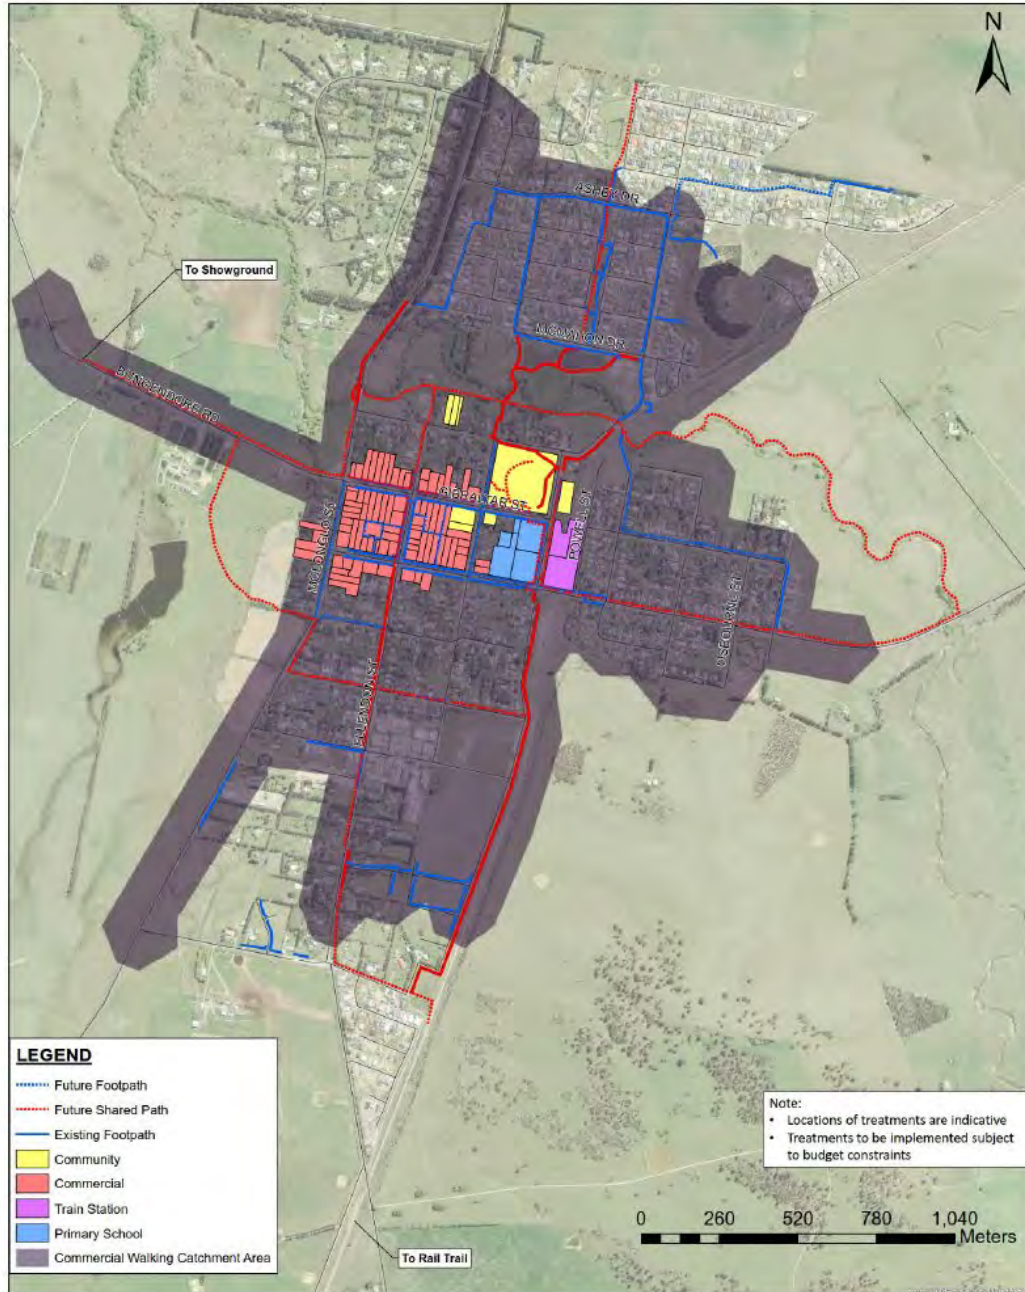 N
ASHBY DR
To Showground
MCMAHON DR
BUNGENDORE RD
GIBRALTAR ST
MOLONGLO ST
POWELL ST
OSBOURNE ST
ELLENDON ST
LEGEND
Future Footpath
Future Shared Path
Existing Footpath
Community
Commercial
Train Station
Primary School
Commercial Walking Catchment Area
Note:
• Locations of treatments are indicative
• Treatments to be implemented subject
to budget constraints
0 260 520 780 1,040
Meters
To Rail Trail